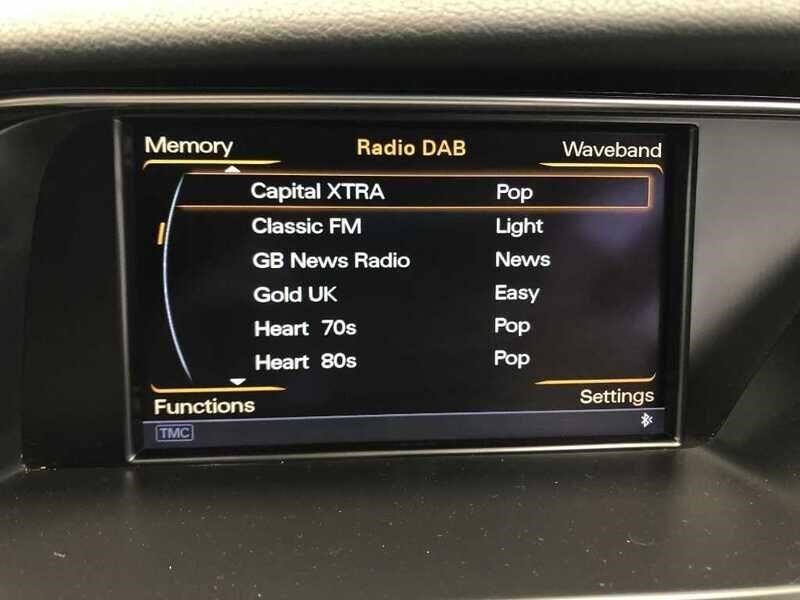 Memory Radio DAB Waveband
Capital XTRA Pop
Classic FM Light
GB News Radio News
Gold UK Easy
Heart 70s Pop
Heart 80s Pop
Functions Settings
TMC